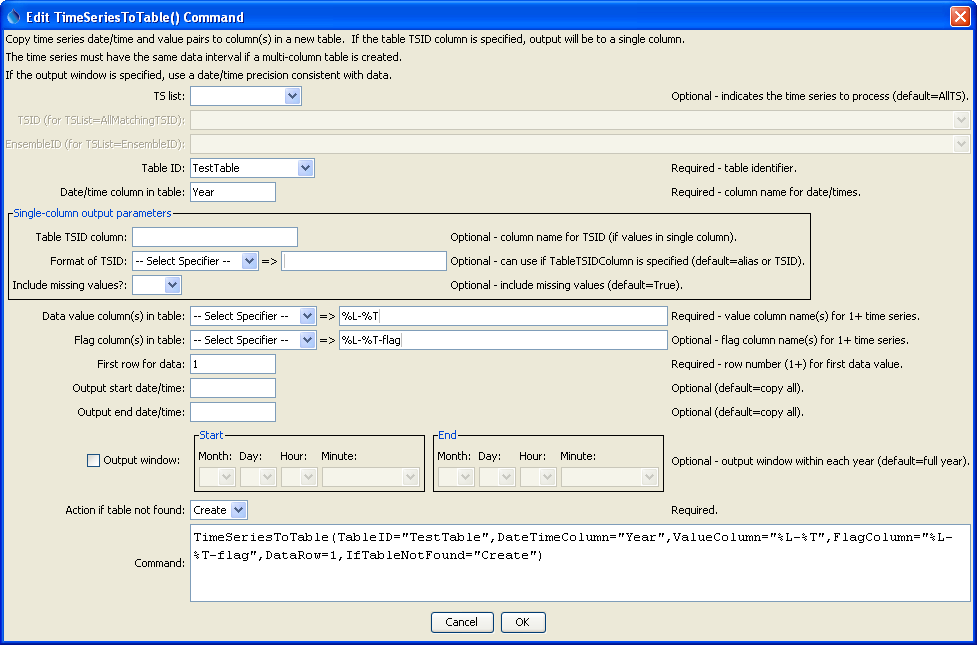 Edit TimeSeriesToTable() Command
Copy time series date/time and value pairs to column(s) in a new table.  If the table TSID column is specified, output will be to a single column.
The time series must have the same data interval if a multi-column table is created.
If the output window is specified, use a date/time precision consistent with data.
TS list: Optional - indicates the time series to process (default=AllTS).
TSID (for TSList=AllMatchingTSID):
EnsembleID (for TSList=EnsembleID):
Table ID: TestTable Required - table identifier.
Date/time column in table: Year Required - column name for date/times.
Single-column output parameters
Table TSID column: Optional - column name for TSID (if values in single column).
Format of TSID: -- Select Specifier -- => Optional - can use if TableTSIDColumn is specified (default=alias or TSID).
Include missing values?: Optional - include missing values (default=True).
Data value column(s) in table: -- Select Specifier -- => %L-%T Required - value column name(s) for 1+ time series.
Flag column(s) in table: -- Select Specifier -- => %L-%T-flag Optional - flag column name(s) for 1+ time series.
First row for data: 1 Required - row number (1+) for first data value.
Output start date/time: Optional (default=copy all).
Output end date/time: Optional (default=copy all).
Start End
Month: Day: Hour: Minute: Month: Day: Hour: Minute:
Output window: Optional - output window within each year (default=full year).
Action if table not found: Create Required.
TimeSeriesToTable(TableID="TestTable",DateTimeColumn="Year",ValueColumn="%L-%T",FlagColumn="%L-
%T-flag",DataRow=1,IfTableNotFound="Create")
Command:
Cancel OK